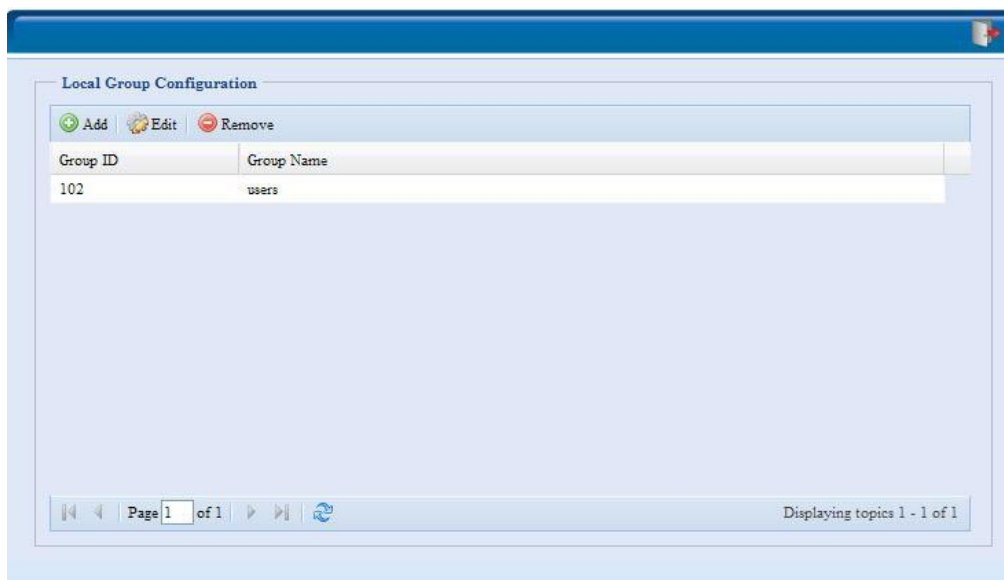 Local Group Configuration
Add Edit Remove
Group ID Group Name
102 users
Page 1 of 1 Displaying topics 1 - 1 of 1